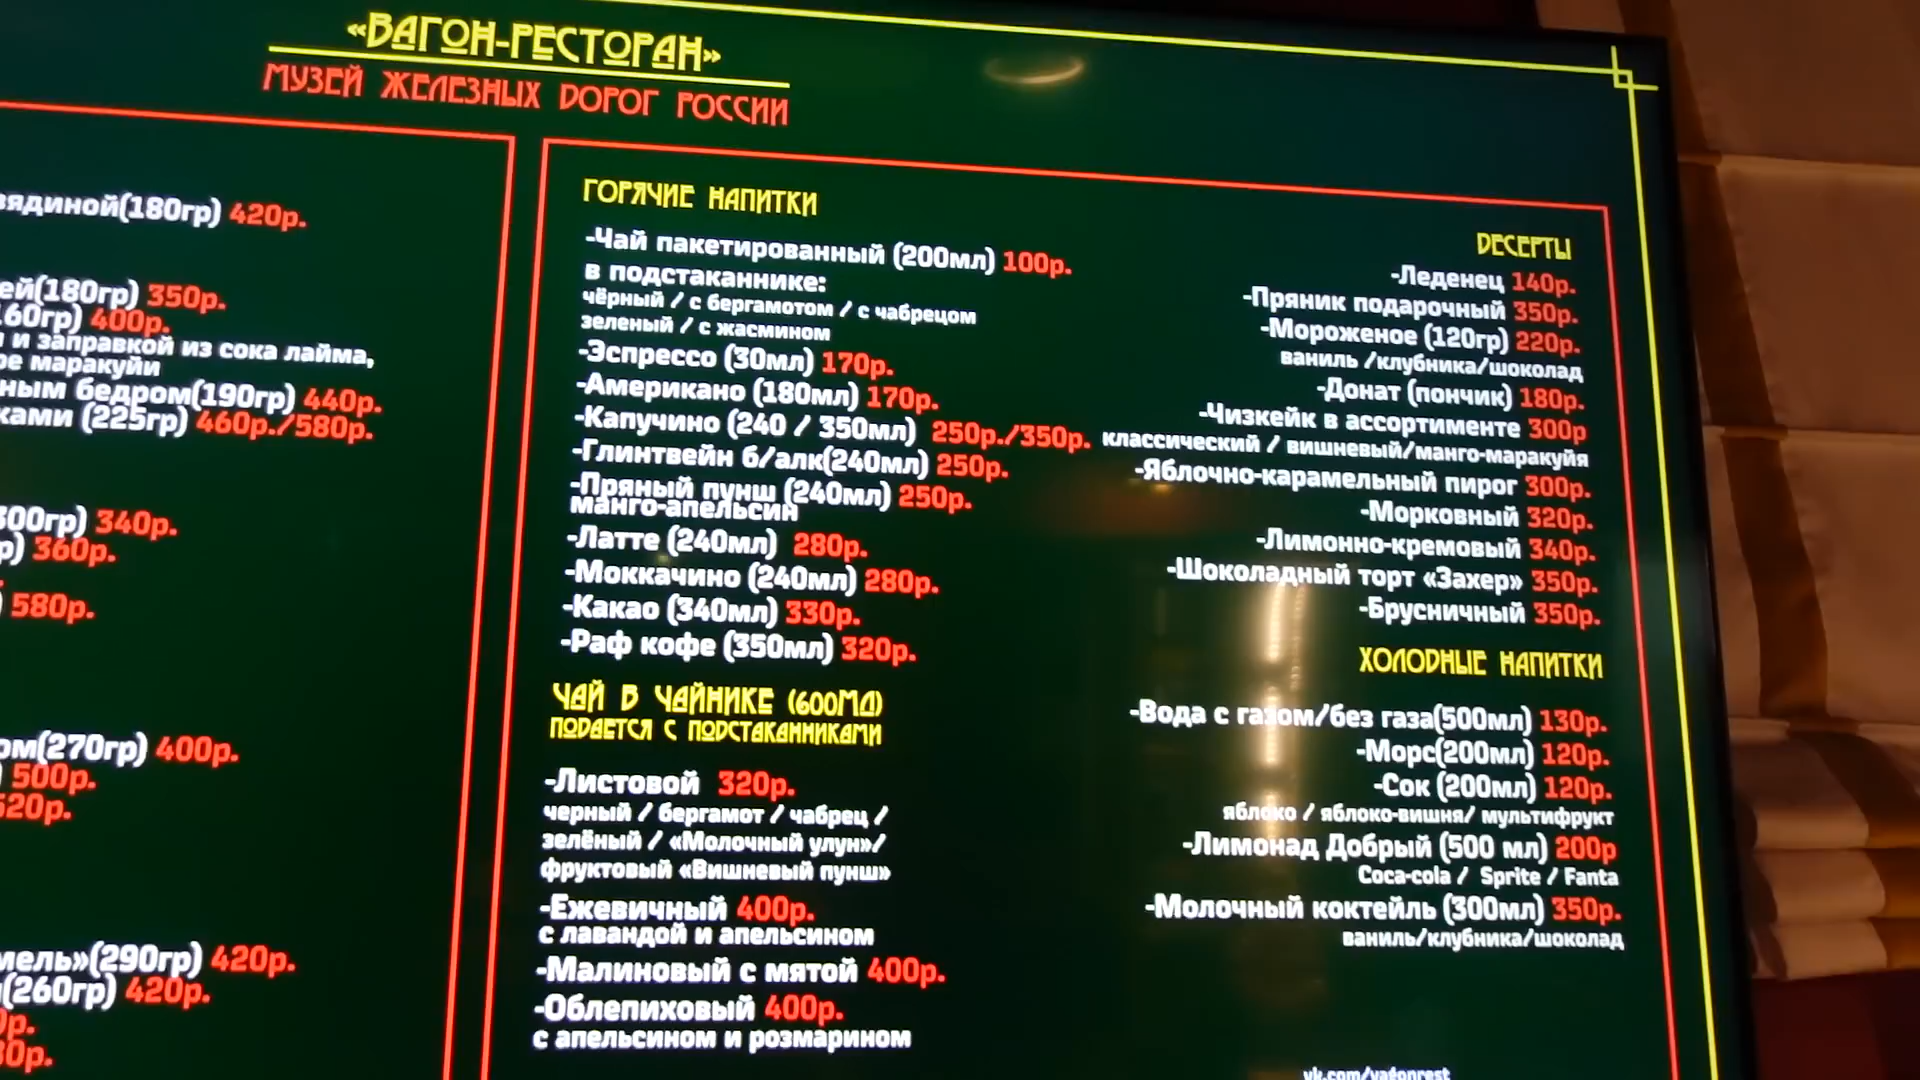 «ВАГОН-РЕСТОРАН»
МУЗЕЙ ЖЕЛЕЗНЫХ ДОРОГ РОССИИ
(180гр) 420р.
(180гр) 350р.
400р.
и заправкой из сока лайма,
маракуйи
бедром(190гр) 440р.
(225гр) 460р./580р.
340р.
360р.
580р.
(270гр) 400р.
500р.
(290гр) 420р.
(260гр) 420р.
ГОРЯЧИЕ НАПИТКИ
-Чай пакетированный (200мл) 100р.
в подстаканнике:
чёрный / с бергамотом / с чабрецом
зеленый / с жасмином
-Эспрессо (30мл) 170р.
-Американо (180мл) 170р.
-Капучино (240 / 350мл) 250р./350р.
-Глинтвейн б/алк(240мл) 250р.
-Пряный пунш (240мл) 250р.
манго-апельсин
-Латте (240мл) 280р.
-Моккачино (240мл) 280р.
-Какао (340мл) 330р.
-Раф кофе (350мл) 320р.
ЧАЙ В ЧАЙНИКЕ (600МЛ)
ПОДАЕТСЯ С ПОДСТАКАННИКАМИ
-Листовой 320р.
черный / бергамот / чабрец /
зелёный / «Молочный улун»/
фруктовый «Вишневый пунш»
-Ежевичный 400р.
с лавандой и апельсином
-Малиновый с мятой 400р.
-Облепиховый 400р.
с апельсином и розмарином
ДЕСЕРТЫ
-Леденец 140р.
-Пряник подарочный 350р.
-Мороженое (120гр) 220р.
ваниль /клубника/шоколад
-Донат (пончик) 180р.
-Чизкейк в ассортименте 300р
классический / вишневый/манго-маракуйя
-Яблочно-карамельный пирог 300р.
-Морковный 320р.
-Лимонно-кремовый 340р.
-Шоколадный торт «Захер» 350р.
-Брусничный 350р.
ХОЛОДНЫЕ НАПИТКИ
-Вода с газом/без газа(500мл) 130р.
-Морс(200мл) 120р.
-Сок (200мл) 120р.
яблоко / яблоко-вишня/ мультифрукт
-Лимонад Добрый (500 мл) 200р
Coca-cola / Sprite / Fanta
-Молочный коктейль (300мл) 350р.
ваниль/клубника/шоколад
vk.com/vagonrest